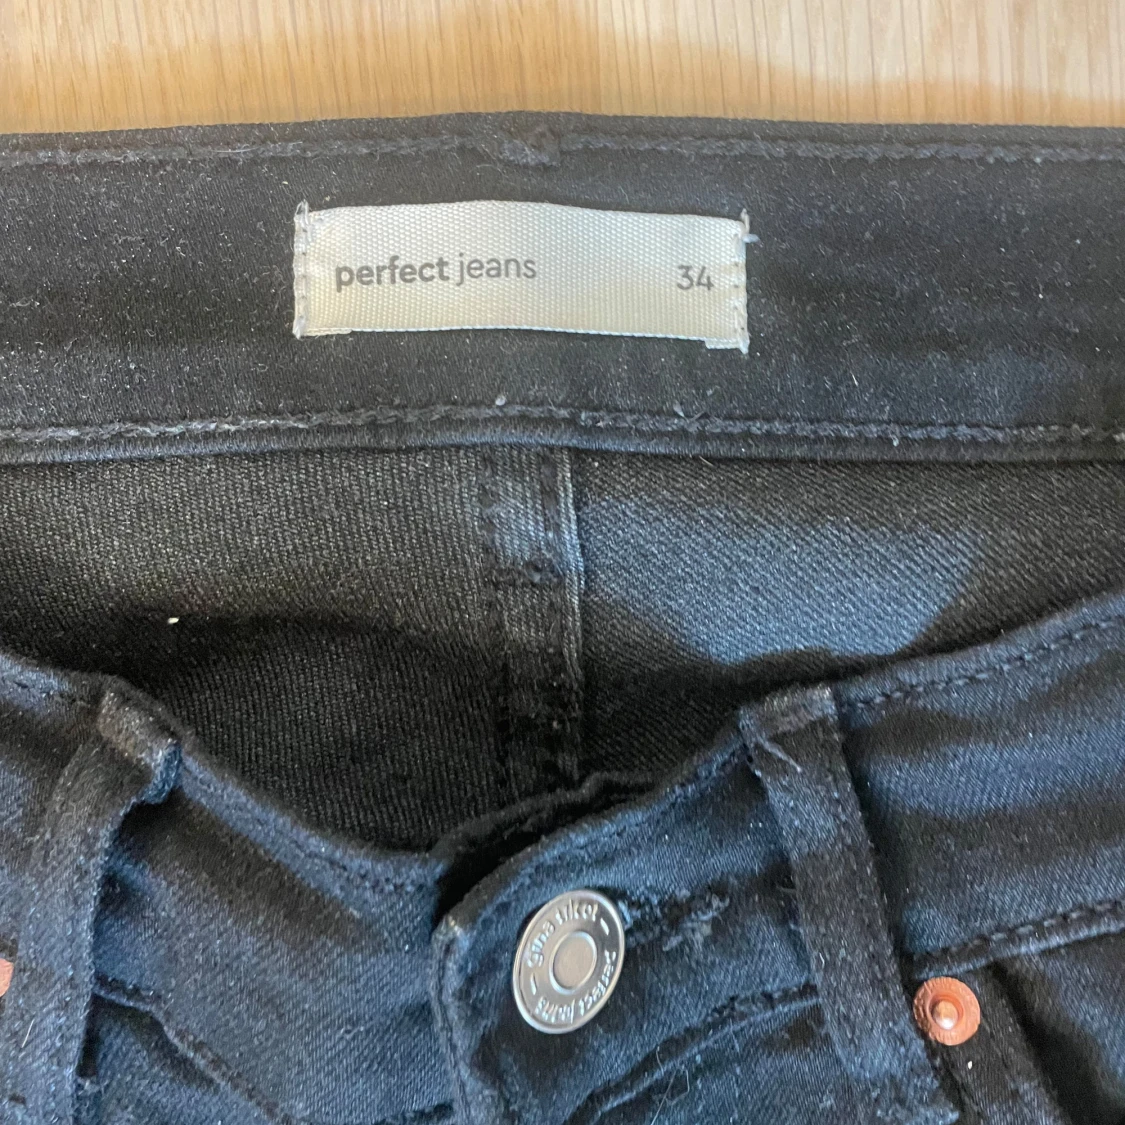 perfect jeans 34
gina tricot –
perfect jeans –